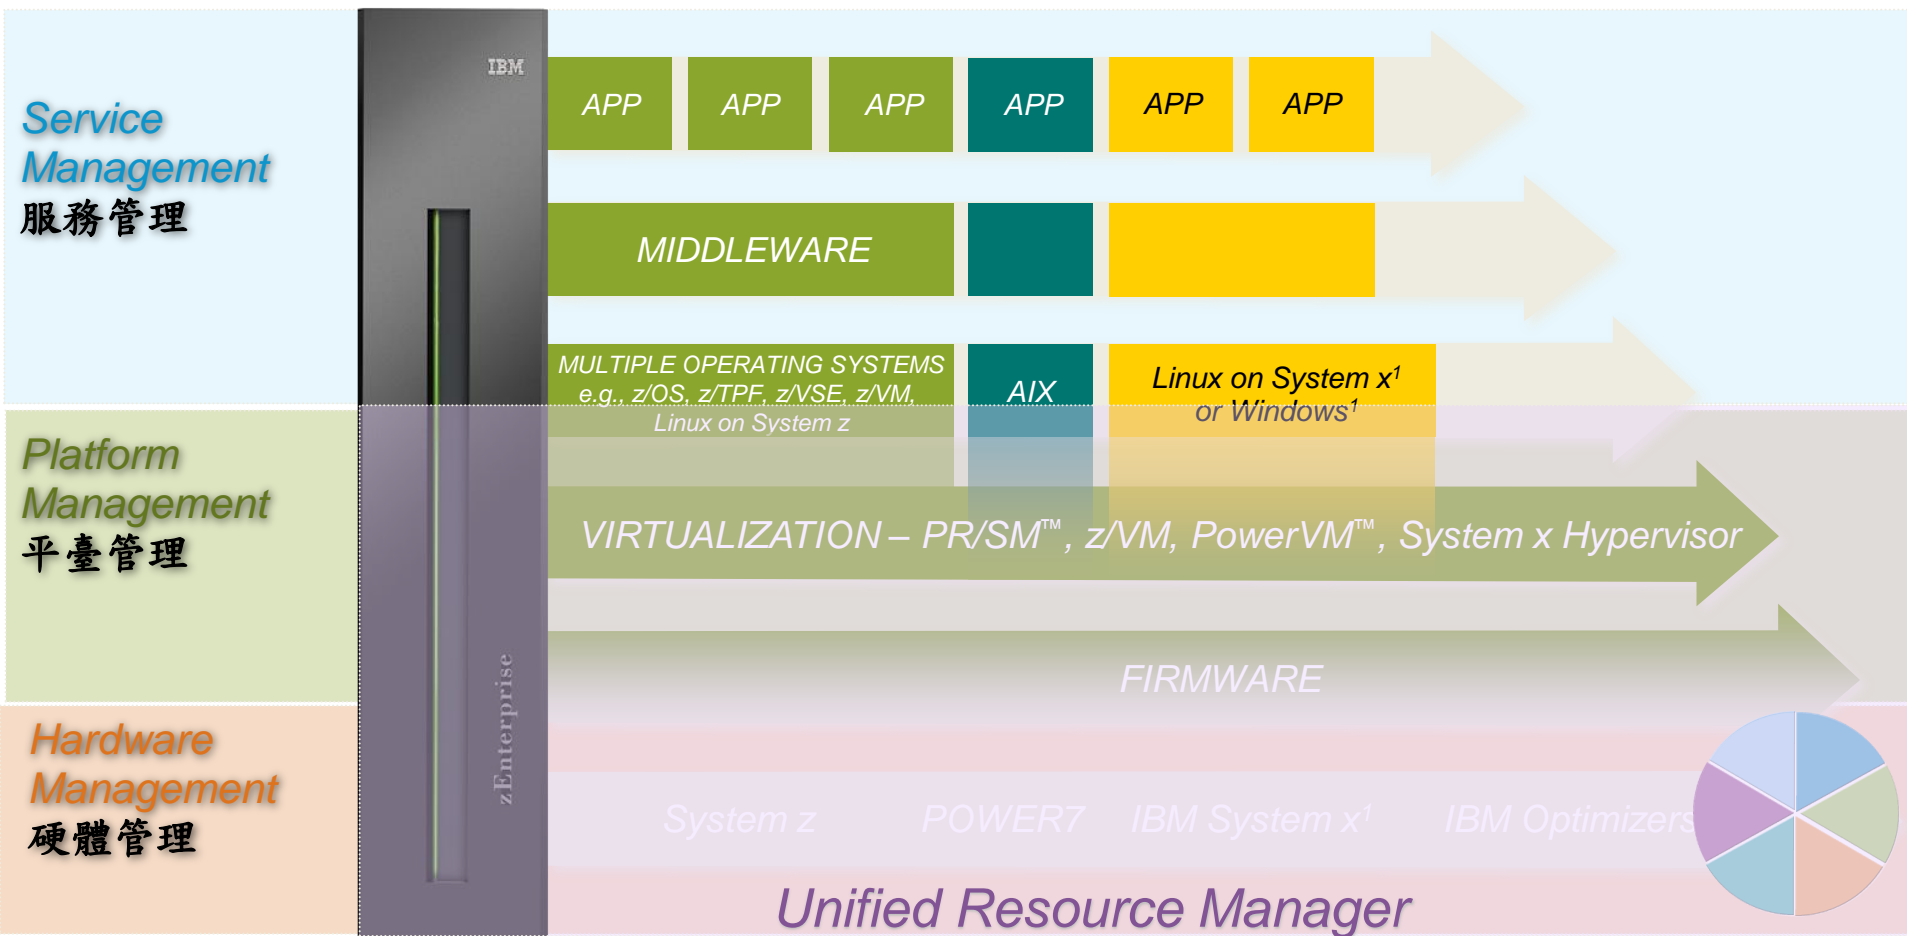 Service
Management
服務管理
IBM
APP APP APP APP APP APP
MIDDLEWARE
MULTIPLE OPERATING SYSTEMS
e.g., z/OS, z/TPF, z/VSE, z/VM,
Linux on System z
AIX
Linux on System x¹
or Windows¹
Platform
Management
平臺管理
VIRTUALIZATION – PR/SM™, z/VM, PowerVM™, System x Hypervisor
FIRMWARE
zEnterprise
Hardware
Management
硬體管理
System z POWER7 IBM System x¹ IBM Optimizers
Unified Resource Manager